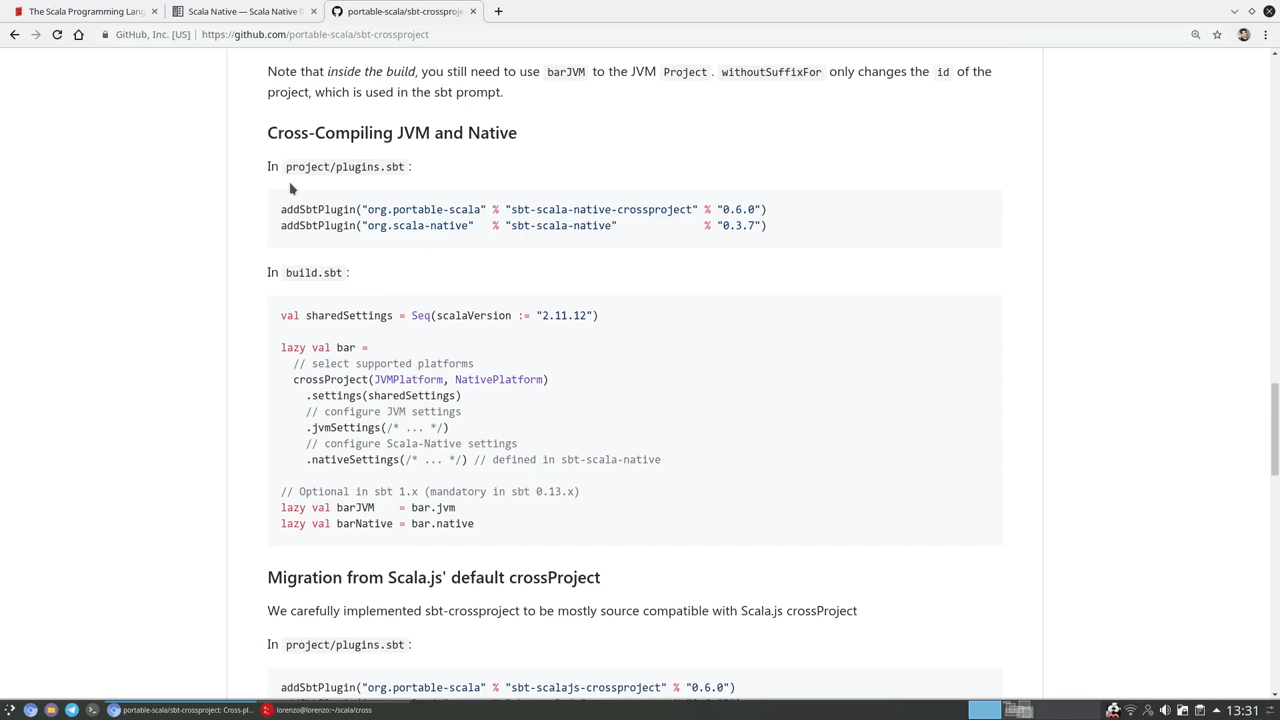 The Scala Programming Lang
Scala Native — Scala Native 0
portable-scala/sbt-crossproje
GitHub, Inc. [US]
https://github.com/portable-scala/sbt-crossproject
Note that inside the build, you still need to use barJVM to the JVM Project. withoutSuffixFor only changes the id of the
project, which is used in the sbt prompt.
Cross-Compiling JVM and Native
In project/plugins.sbt:
addSbtPlugin("org.portable-scala" % "sbt-scala-native-crossproject" % "0.6.0")
addSbtPlugin("org.scala-native" % "sbt-scala-native" % "0.3.7")
In build.sbt:
val sharedSettings = Seq(scalaVersion := "2.11.12")
lazy val bar =
// select supported platforms
crossProject(JVMPlatform, NativePlatform)
.settings(sharedSettings)
// configure JVM settings
.jvmSettings(/* ... */)
// configure Scala-Native settings
.nativeSettings(/* ... */) // defined in sbt-scala-native
// Optional in sbt 1.x (mandatory in sbt 0.13.x)
lazy val barJVM = bar.jvm
lazy val barNative = bar.native
Migration from Scala.js' default crossProject
We carefully implemented sbt-crossproject to be mostly source compatible with Scala.js crossProject
In project/plugins.sbt:
addSbtPlugin("org.portable-scala" % "sbt-scalajs-crossproject" % "0.6.0")
portable-scala/sbt-crossproject: Cross-pl...
lorenzo@lorenzo:~/scala/cross
13:31